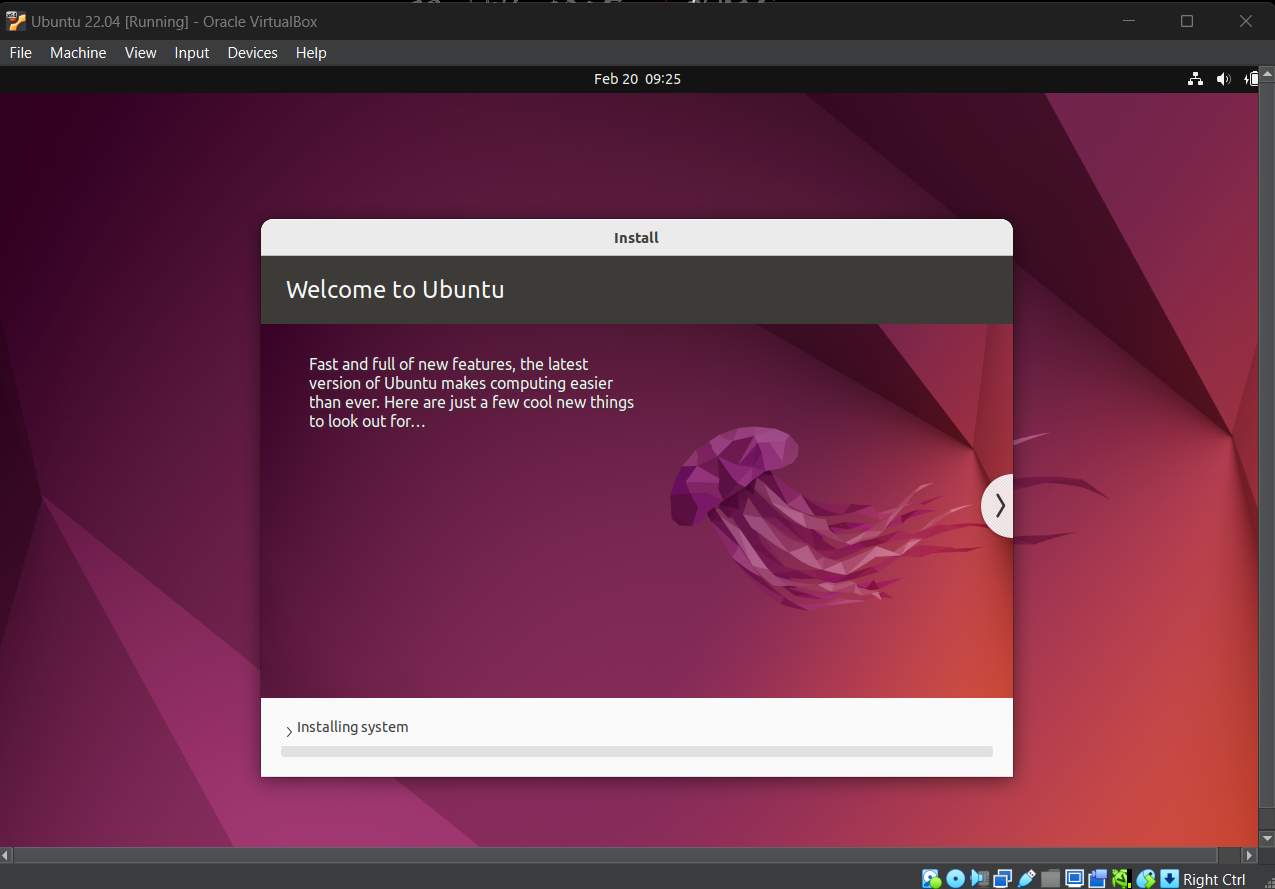 Ubuntu 22.04 [Running] - Oracle VirtualBox
File Machine View Input Devices Help
Feb 20 09:25
Install
Welcome to Ubuntu
Fast and full of new features, the latest
version of Ubuntu makes computing easier
than ever. Here are just a few cool new things
to look out for…
Installing system
Right Ctrl